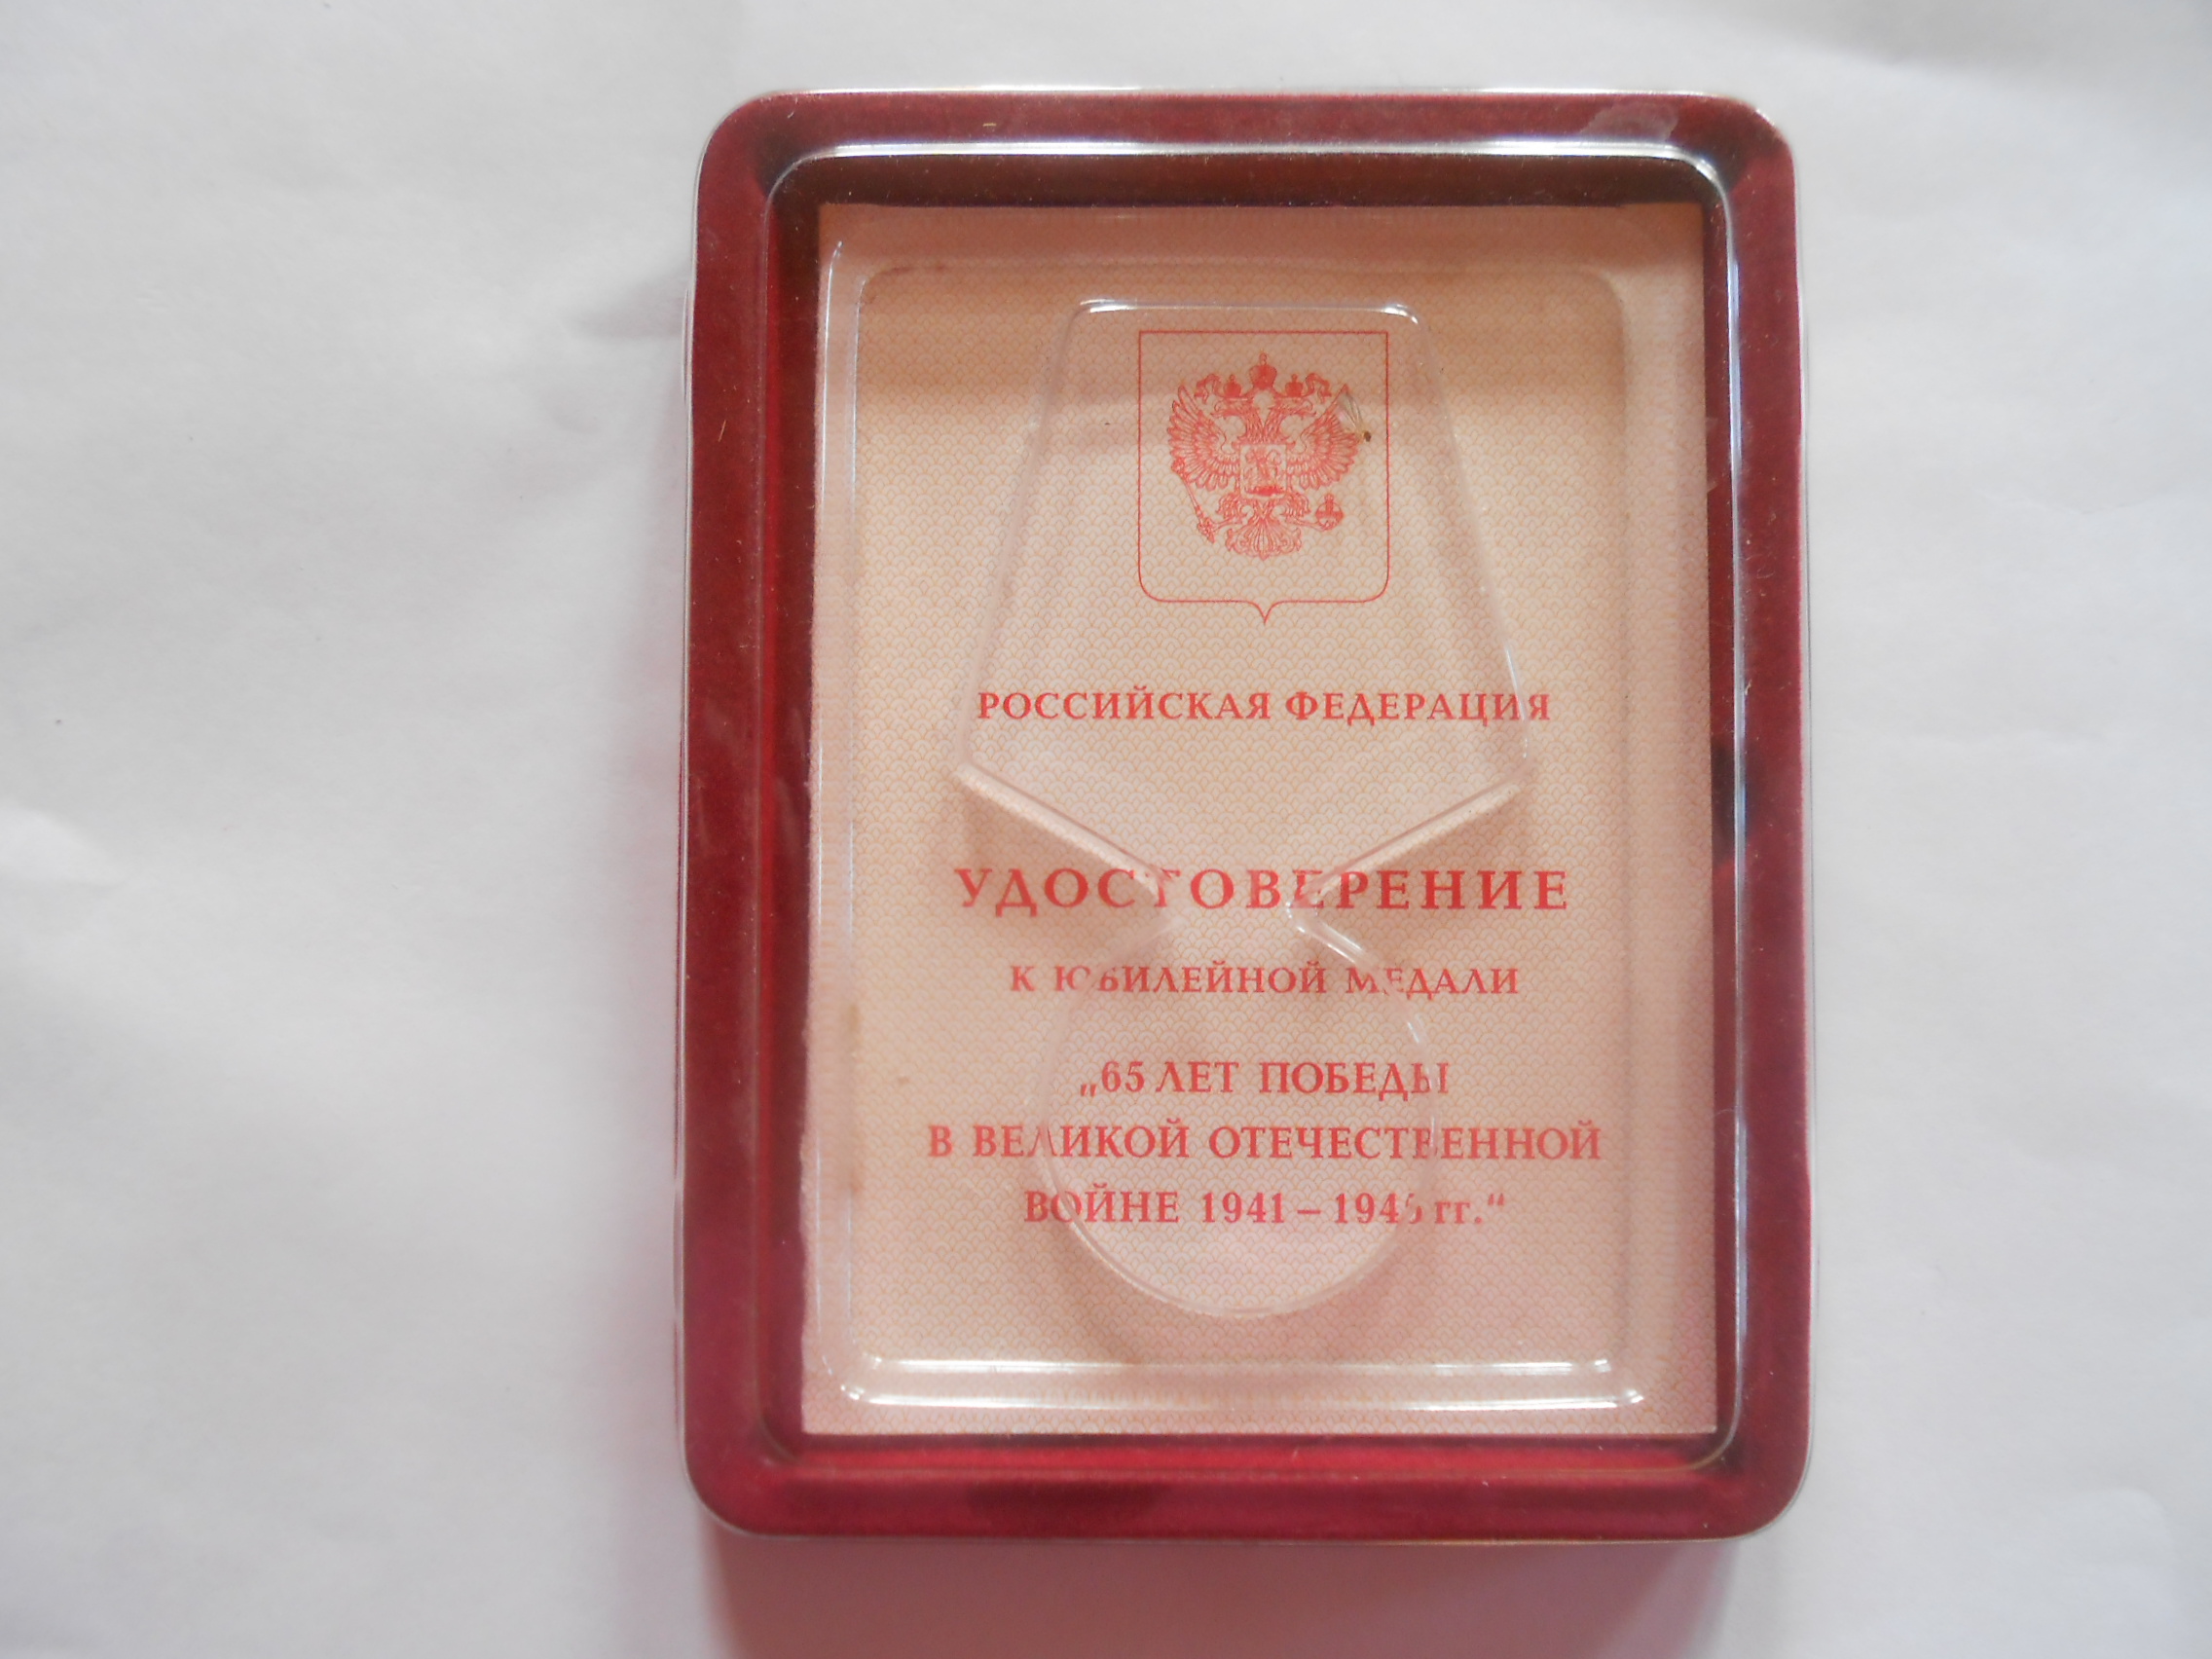 РОССИЙСКАЯ ФЕДЕРАЦИЯ
УДОСТОВЕРЕНИЕ
К ЮБИЛЕЙНОЙ МЕДАЛИ
„65 ЛЕТ ПОБЕДЫ
В ВЕЛИКОЙ ОТЕЧЕСТВЕННОЙ
ВОЙНЕ 1941 – 1945 гг.“